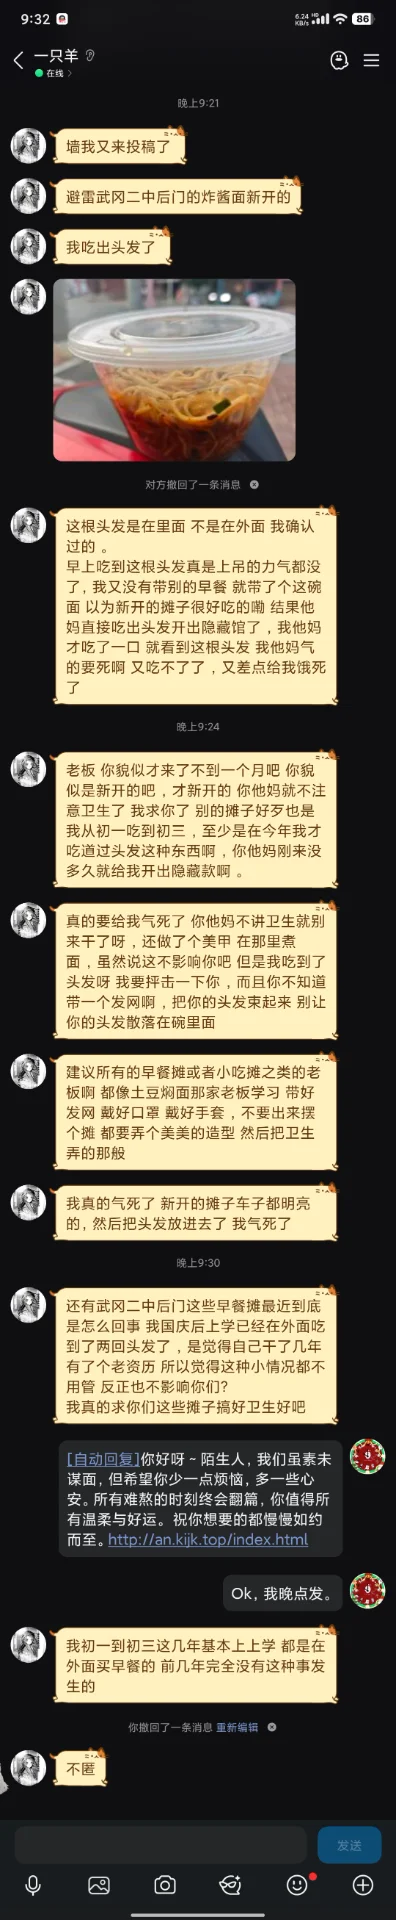 9:32
6.24
KB/s
HD
86
一只羊
在线
晚上9:21
墙我又来投稿了
避雷武冈二中后门的炸酱面新开的
我吃出头发了
对方撤回了一条消息
这根头发是在里面 不是在外面 我确认
过的 。
早上吃到这根头发真是上吊的力气都没
了, 我又没有带别的早餐 就带了个这碗
面 以为新开的摊子很好吃的嘞 结果他
妈直接吃出头发开出隐藏馆了 , 我他妈
才吃了一口 就看到这根头发 我他妈气
的要死啊 又吃不了了 , 又差点给我饿死
了
晚上9:24
老板 你貌似才来了不到一个月吧 你貌
似是新开的吧 , 才新开的 你他妈就不注
意卫生了 我求你了 别的摊子好歹也是
我从初一吃到初三 , 至少是在今年我才
吃道过头发这种东西啊 , 你他妈刚来没
多久就给我开出隐藏款啊 。
真的要给我气死了 你他妈不讲卫生就别
来干了呀 , 还做了个美甲 在那里煮
面 , 虽然说这不影响你吧 但是我吃到了
头发呀 我要抨击一下你 , 而且你不知道
带一个发网啊 , 把你的头发束起来 别让
你的头发散落在碗里面
建议所有的早餐摊或者小吃摊之类的老
板啊 都像土豆焖面那家老板学习 带好
发网 戴好口罩 戴好手套 , 不要出来摆
个摊 都要弄个美美的造型 然后把卫生
弄的那般
我真的气死了 新开的摊子车子都明亮
的, 然后把头发放进去了 我气死了
晚上9:30
还有武冈二中后门这些早餐摊最近到底
是怎么回事 我国庆后上学已经在外面吃
到了两回头发了 , 是觉得自己干了几年
有了个老资历 所以觉得这种小情况都不
用管 反正也不影响你们?
我真的求你们这些摊子搞好卫生好吧
[自动回复]你好呀 ~ 陌生人, 我们虽素未
谋面, 但希望你少一点烦恼, 多一些心
安。所有难熬的时刻终会翻篇, 你值得所
有温柔与好运。 祝你想要的都慢慢如约
而至。http://an.kijk.top/index.html
Ok, 我晚点发。
我初一到初三这几年基本上上学 都是在
外面买早餐的 前几年完全没有这种事发
生的
你撤回了一条消息 重新编辑
不匿
发送